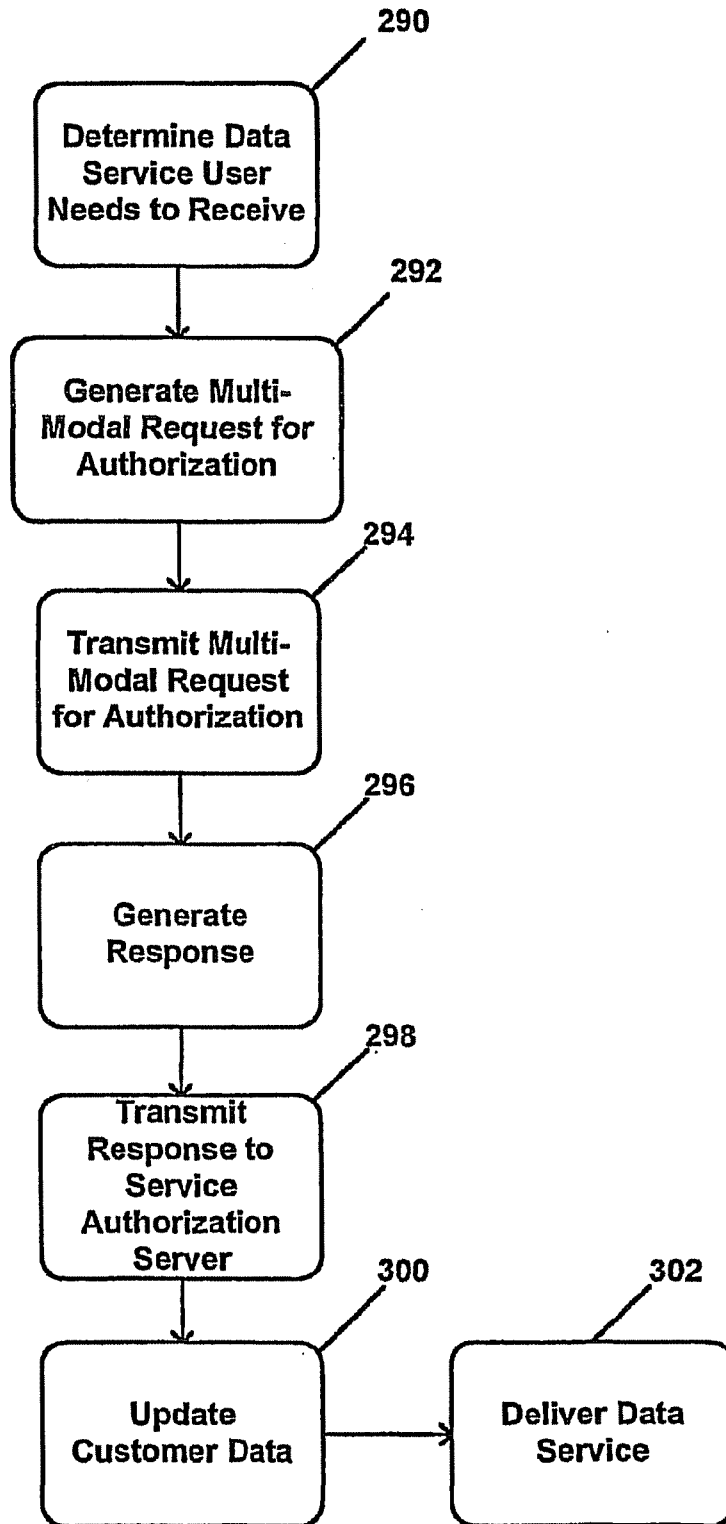 290
Determine Data
Service User
Needs to Receive
292
Generate Multi-
Modal Request for
Authorization
294
Transmit Multi-
Modal Request
for Authorization
296
Generate
Response
298
Transmit
Response to
Service
Authorization
Server
300
Update
Customer Data
302
Deliver Data
Service